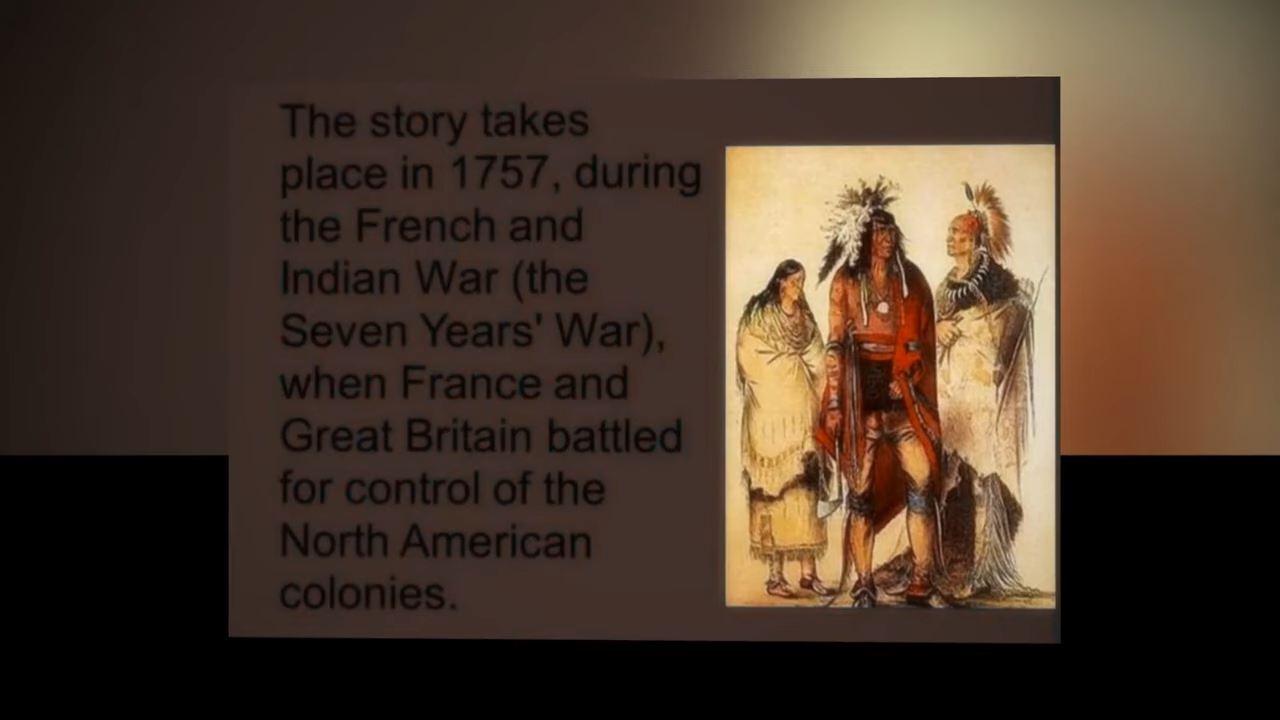 The story takes
place in 1757, during
the French and
Indian War (the
Seven Years' War),
when France and
Great Britain battled
for control of the
North American
colonies.